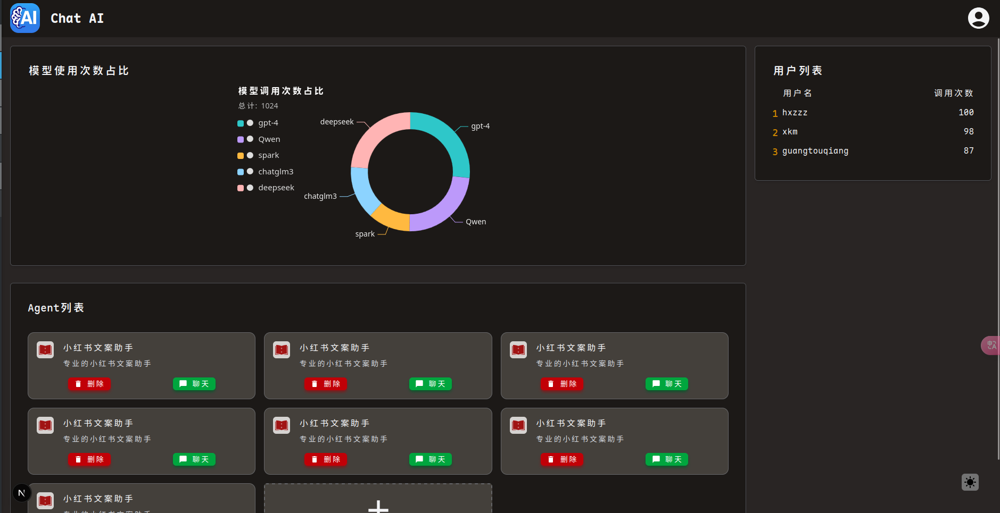 AI Chat AI
模型使用次数占比
模型调用次数占比
总计: 1024
gpt-4
Qwen
spark
chatglm3
deepseek
deepseek
gpt-4
chatglm3
Qwen
spark
用户列表
用户名 调用次数
1 hxzzz 100
2 xkm 98
3 guangtouqiang 87
Agent列表
小红书文案助手
专业的小红书文案助手
删除 聊天
小红书文案助手
专业的小红书文案助手
删除 聊天
小红书文案助手
专业的小红书文案助手
删除 聊天
小红书文案助手
专业的小红书文案助手
删除 聊天
小红书文案助手
专业的小红书文案助手
删除 聊天
小红书文案助手
专业的小红书文案助手
删除 聊天
小红书文案助手
N
中A